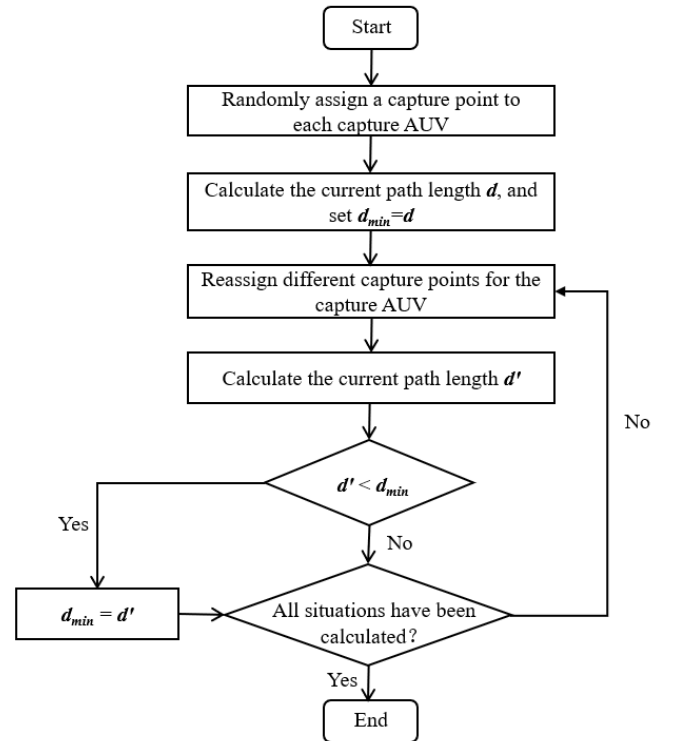 Start
Randomly assign a capture point to
each capture AUV
Calculate the current path length d, and
set dmin=d
Reassign different capture points for the
capture AUV
Calculate the current path length d'
No
d' < dmin
Yes
No
dmin = d'
All situations have been
calculated?
Yes
End